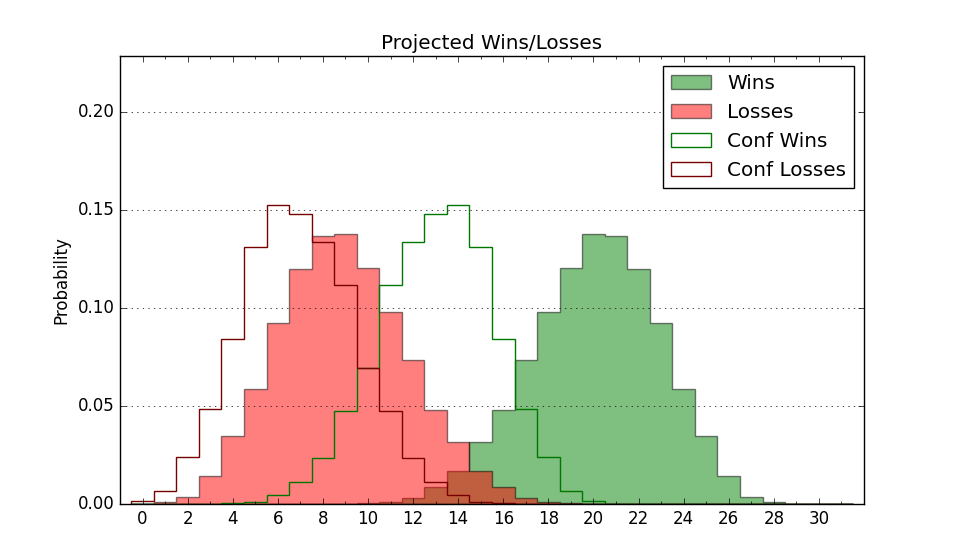 Projected Wins/Losses
Wins
Losses
Conf Wins
Conf Losses
Probability
0.20
0.15
0.10
0.05
0.00
0 2 4 6 8 10 12 14 16 18 20 22 24 26 28 30